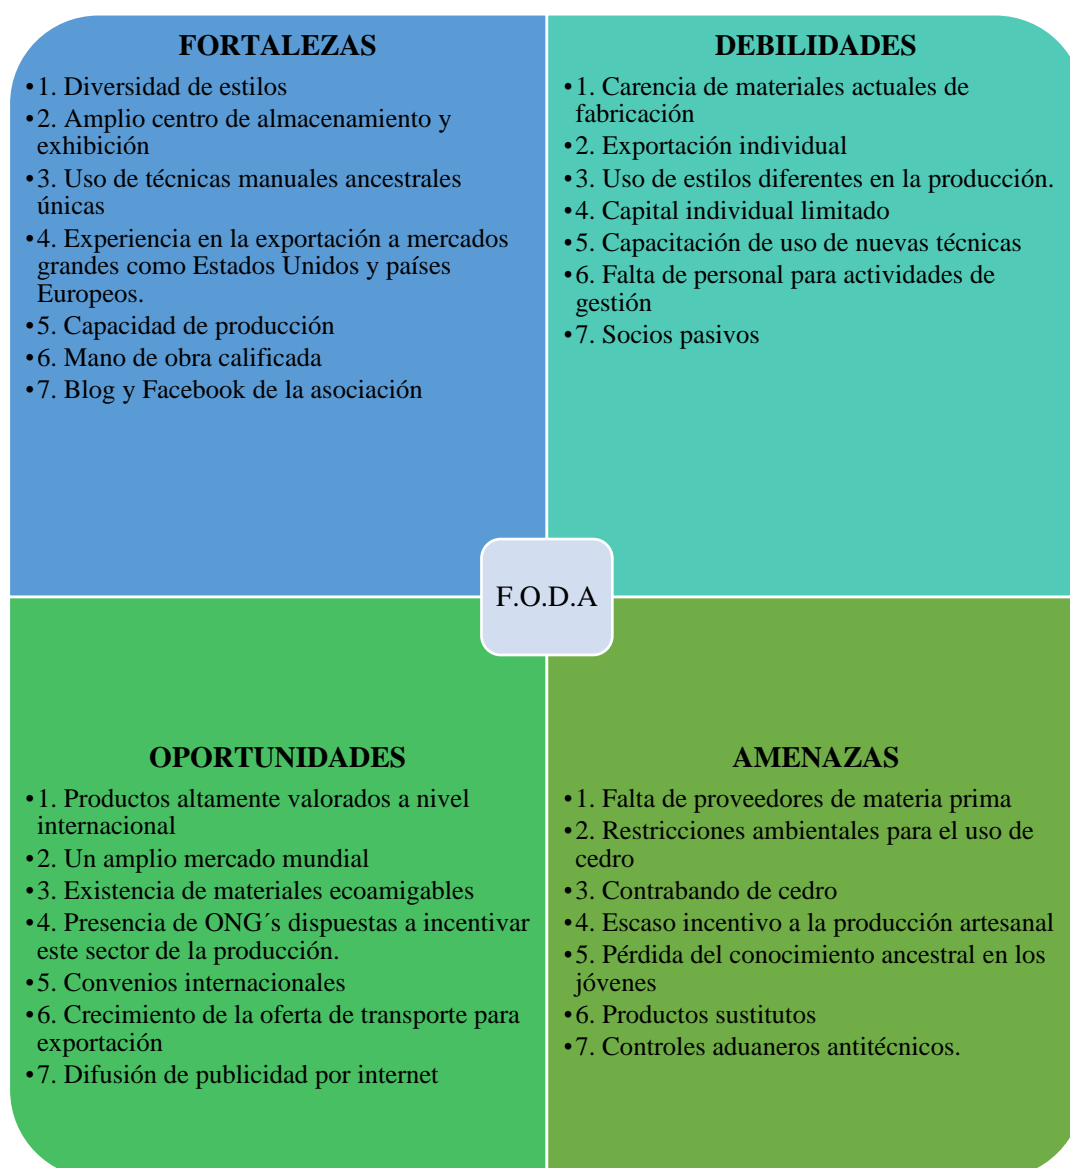 FORTALEZAS
•1. Diversidad de estilos
•2. Amplio centro de almacenamiento y
exhibición
•3. Uso de técnicas manuales ancestrales
únicas
•4. Experiencia en la exportación a mercados
grandes como Estados Unidos y países
Europeos.
•5. Capacidad de producción
•6. Mano de obra calificada
•7. Blog y Facebook de la asociación
DEBILIDADES
•1. Carencia de materiales actuales de
fabricación
•2. Exportación individual
•3. Uso de estilos diferentes en la producción.
•4. Capital individual limitado
•5. Capacitación de uso de nuevas técnicas
•6. Falta de personal para actividades de
gestión
•7. Socios pasivos
F.O.D.A
OPORTUNIDADES
•1. Productos altamente valorados a nivel
internacional
•2. Un amplio mercado mundial
•3. Existencia de materiales ecoamigables
•4. Presencia de ONG´s dispuestas a incentivar
este sector de la producción.
•5. Convenios internacionales
•6. Crecimiento de la oferta de transporte para
exportación
•7. Difusión de publicidad por internet
AMENAZAS
•1. Falta de proveedores de materia prima
•2. Restricciones ambientales para el uso de
cedro
•3. Contrabando de cedro
•4. Escaso incentivo a la producción artesanal
•5. Pérdida del conocimiento ancestral en los
jóvenes
•6. Productos sustitutos
•7. Controles aduaneros antitécnicos.